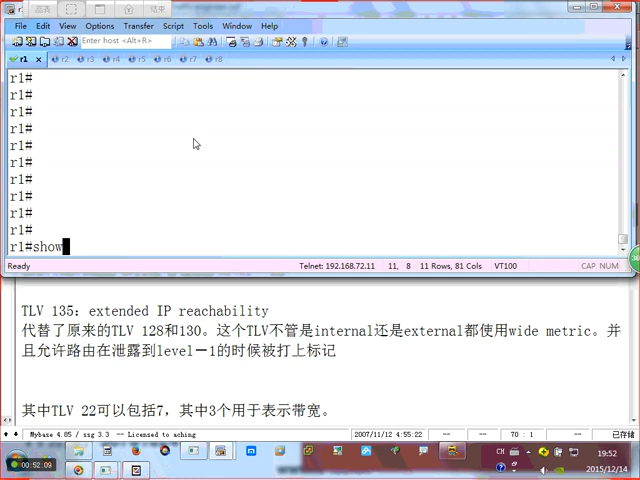 r1
结束
File Edit View Options Transfer Script Tools Window Help
Enter host <Alt+R>
r1 r2 r3 r4 r5 r6 r7 r8
r1#
r1#
r1#
r1#
r1#
r1#
r1#
r1#
r1#
r1#
r1#show
Ready Telnet: 192.168.72.11 11, 8 11 Rows, 81 Cols VT100 CAP NUM
TLV 135：extended IP reachability
代替了原来的TLV 128和130。这个TLV不管是internal还是external都使用wide metric。并
且允许路由在泄露到level－1的时候被打上标记
其中TLV 22可以包括7，其中3个用于表示带宽。
Mybase 4.85 / ssg 3.3 -- Licensed to aching 2007/11/12 4:55:22 -- -- 70 : 1 已存储
CH 19:52
00:52:09 2015/12/14